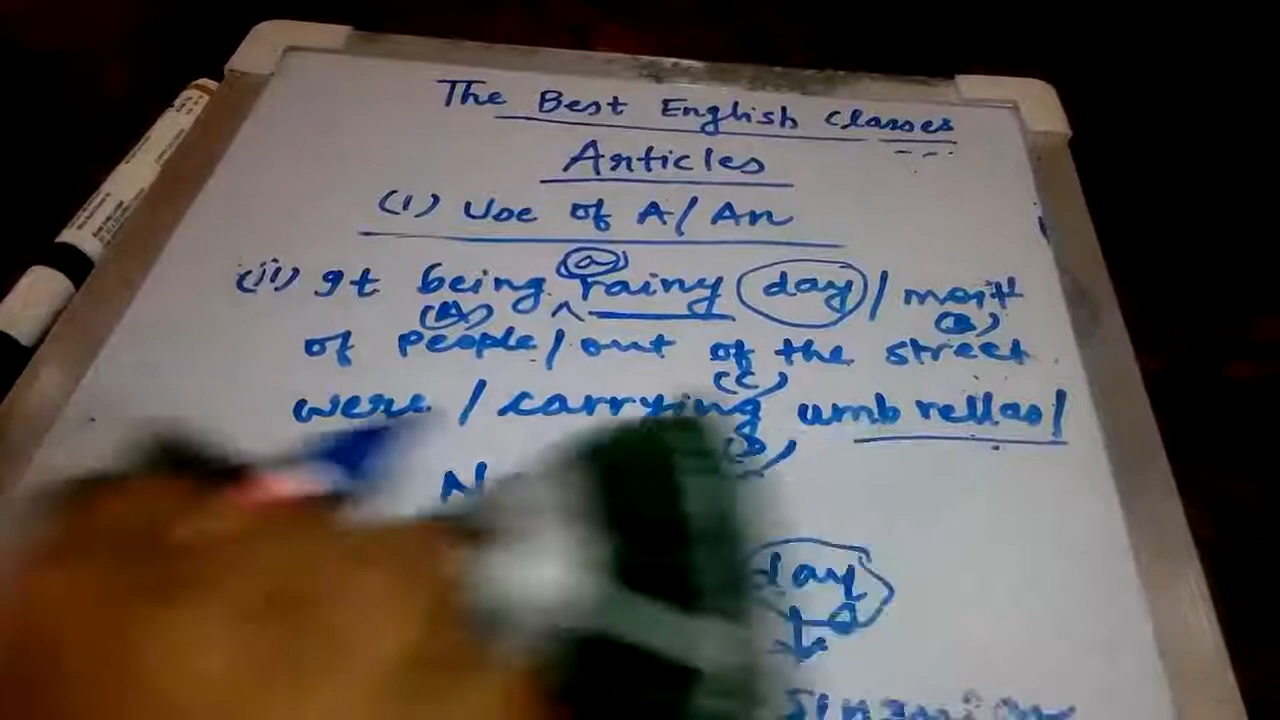 The Best English Classes
Articles
(1) Use of A/An
(ii) It being rainy day / most
a
(A) ^ (B)
of people / out of the street
(C)
were / carrying umbrellas /
(D)
N
day